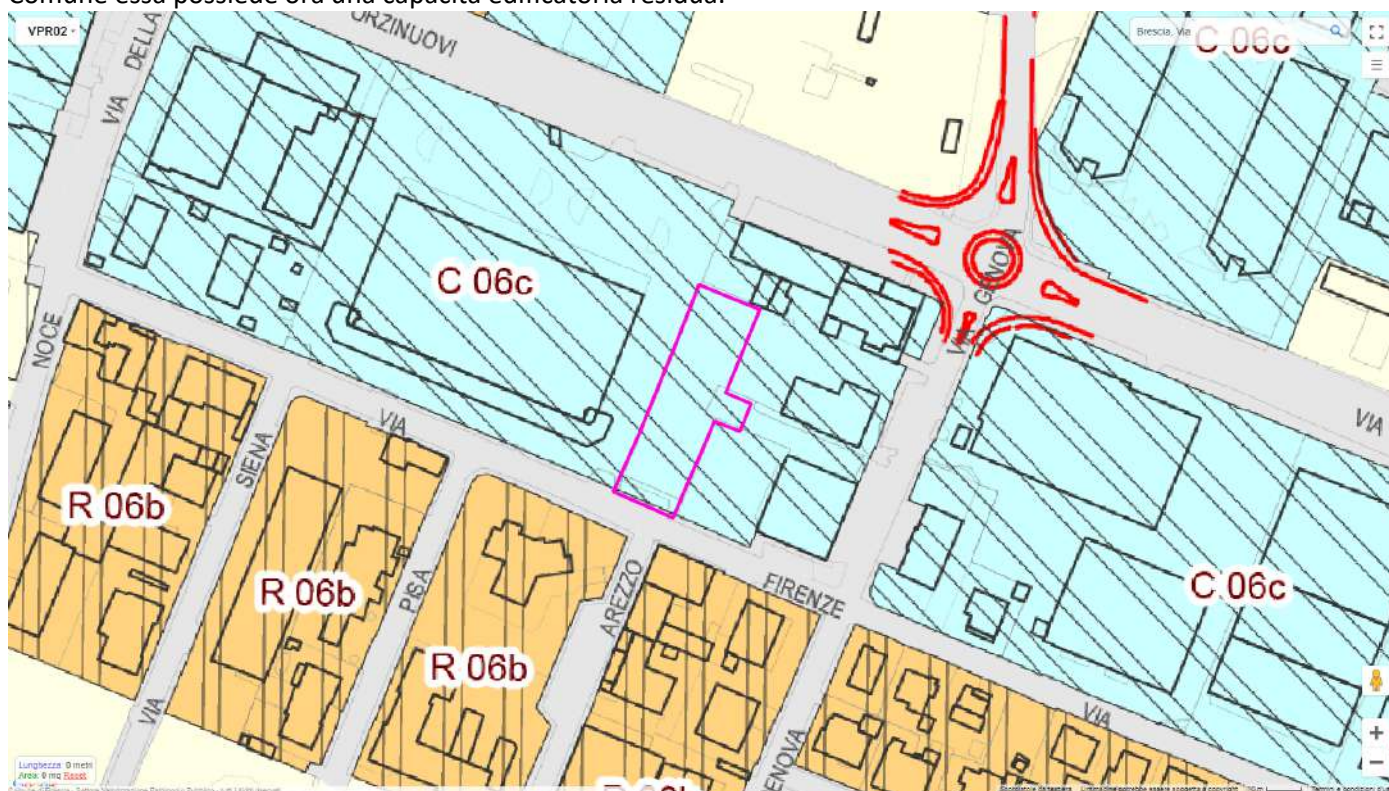 Comune essa possiede ora una capacità edificatoria residua.
VPR02
VIA DELLA
ORZINUOVI
Brescia, Via
C 06c
C 06c
VIA GENOVA
NOCE
VIA
VIA
SIENA
R 06b
R 06b
PISA
AREZZO
FIRENZE
C 06c
R 06b
VIA
VIA
GENOVA
R 06b
Lunghezza: 0 metri
Area: 0 mq Reset